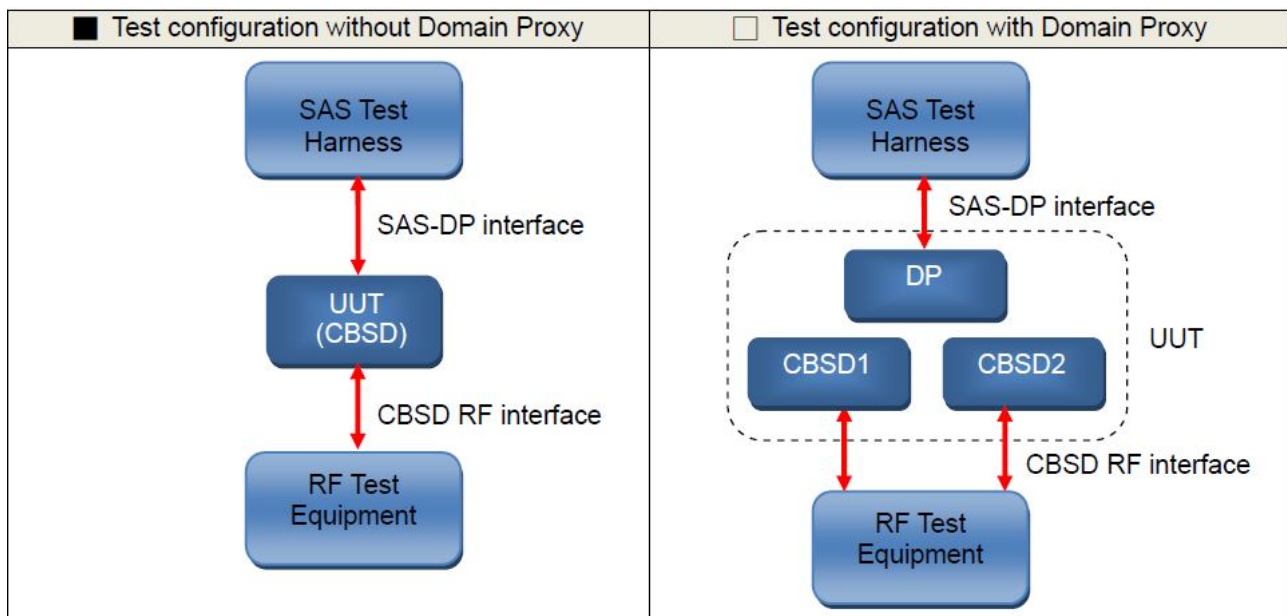 ■ Test configuration without Domain Proxy
SAS Test
Harness
SAS-DP interface
UUT
(CBSD)
CBSD RF interface
RF Test
Equipment
□ Test configuration with Domain Proxy
SAS Test
Harness
SAS-DP interface
DP
UUT
CBSD1
CBSD2
CBSD RF interface
RF Test
Equipment